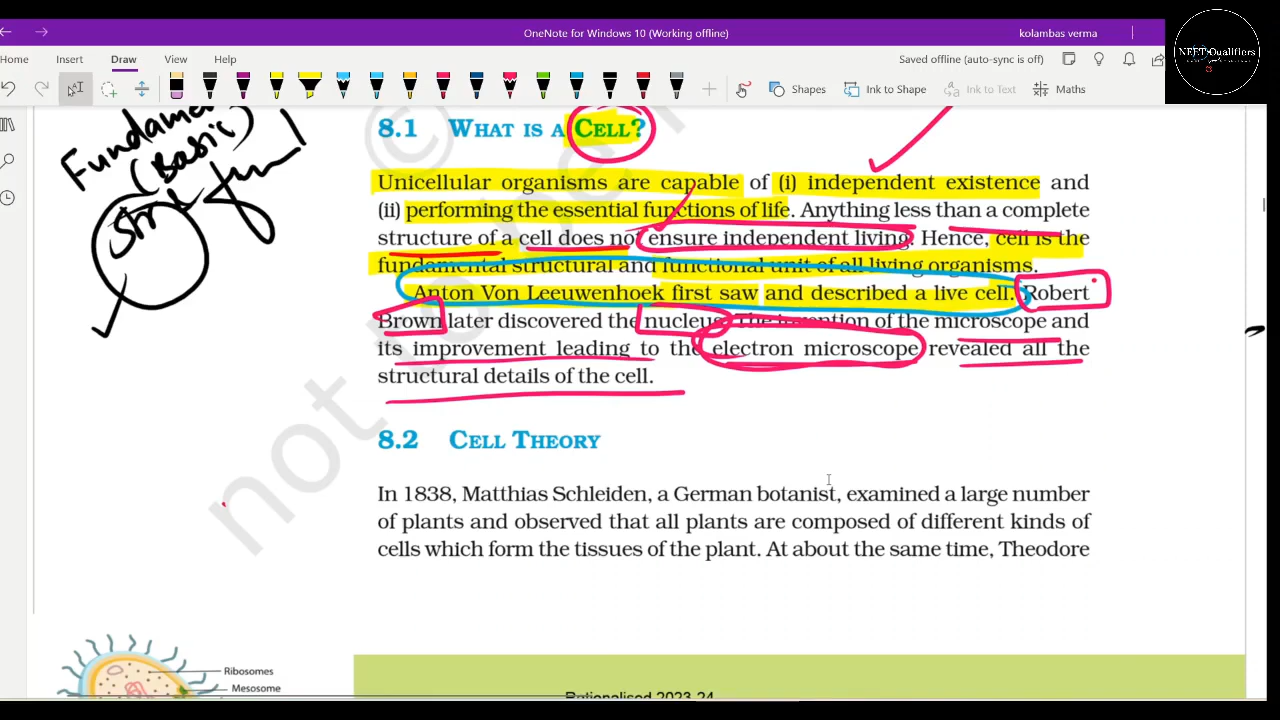 OneNote for Windows 10 (Working offline)
kolambas verma
NEET Qualifiers
Home Insert Draw View Help
Saved offline (auto-sync is off)
Shapes Ink to Shape Ink to Text Maths
Fundamen
(Basic)
8.1 WHAT IS A CELL?
Unicellular organisms are capable of (i) independent existence and
(ii) performing the essential functions of life. Anything less than a complete
structure of a cell does not ensure independent living. Hence, cell is the
fundamental structural and functional unit of all living organisms.
Anton Von Leeuwenhoek first saw and described a live cell. Robert
Brown later discovered the nucleus. The invention of the microscope and
its improvement leading to the electron microscope revealed all the
structural details of the cell.
8.2 CELL THEORY
In 1838, Matthias Schleiden, a German botanist, examined a large number
of plants and observed that all plants are composed of different kinds of
cells which form the tissues of the plant. At about the same time, Theodore
Ribosomes
Mesosome
Rationalised 2023-24